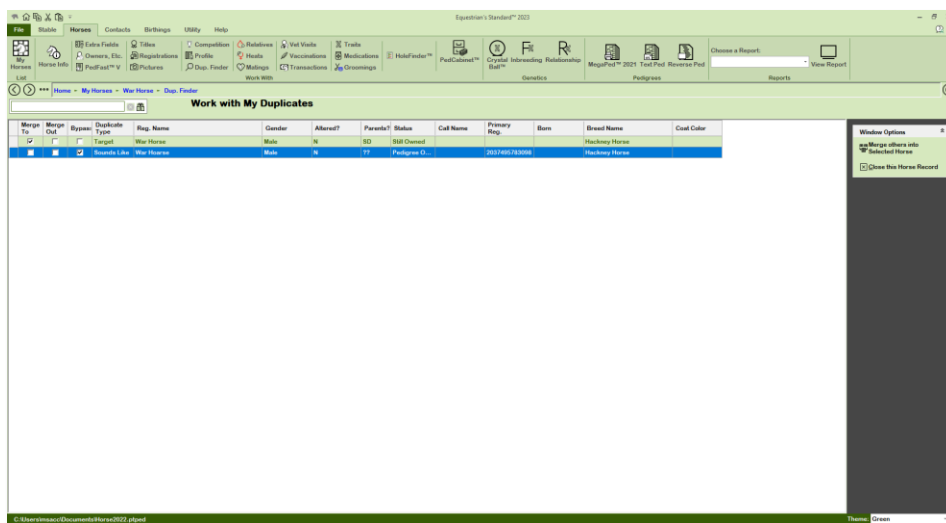 Equestrian's Standard™ 2023
File Stable Horses Contacts Birthings Utility Help
My Horses
Horse Info
Extra Fields
Owners, Etc.
PedFast™ V
Titles
Registrations
Pictures
Competition
Profile
Dup. Finder
Relatives
Heats
Matings
Vet Visits
Vaccinations
Transactions
Traits
Medications
Groomings
HoloFinder™
PedCabinet™
Crystal Ball™
Inbreeding
Relationship
MegaPed™ 2021
Text Ped
Reverse Ped
Choose a Report:
View Report
List Work With Genetics Pedigrees Reports
Home - My Horses - War Horse - Dup. Finder
Work with My Duplicates
Merge To Merge Out Bypass Duplicate Type Reg. Name Gender Altered? Parents? Status Call Name Primary Reg. Born Breed Name Coat Color
Target War Horse Male N SD Still Owned Hackney Horse
Sounds Like War Hoarse Male N ?? Pedigree O... Hackney Horse
Window Options
Merge others into Selected Horse
Close this Horse Record
C:\Users\msacc\Documents\Horse2022.ptped
Theme: Green